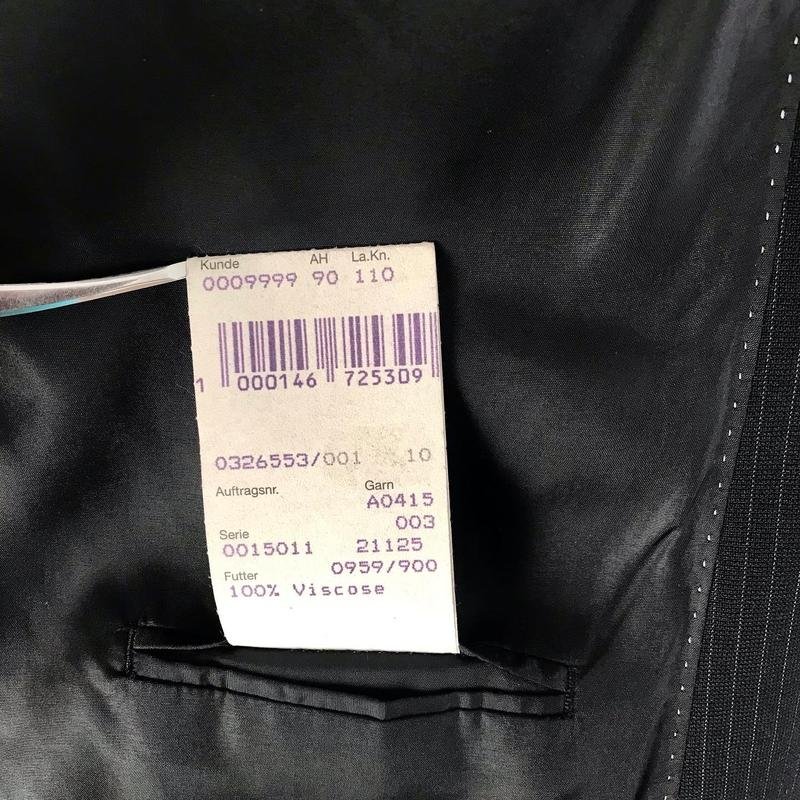 Kunde AH La.Kn.
0009999 90 110
1 000146 725309
0326553/001 10
Auftragsnr. Garn
A0415
003
Serie
0015011 21125
0959/900
Futter
100% Viscose